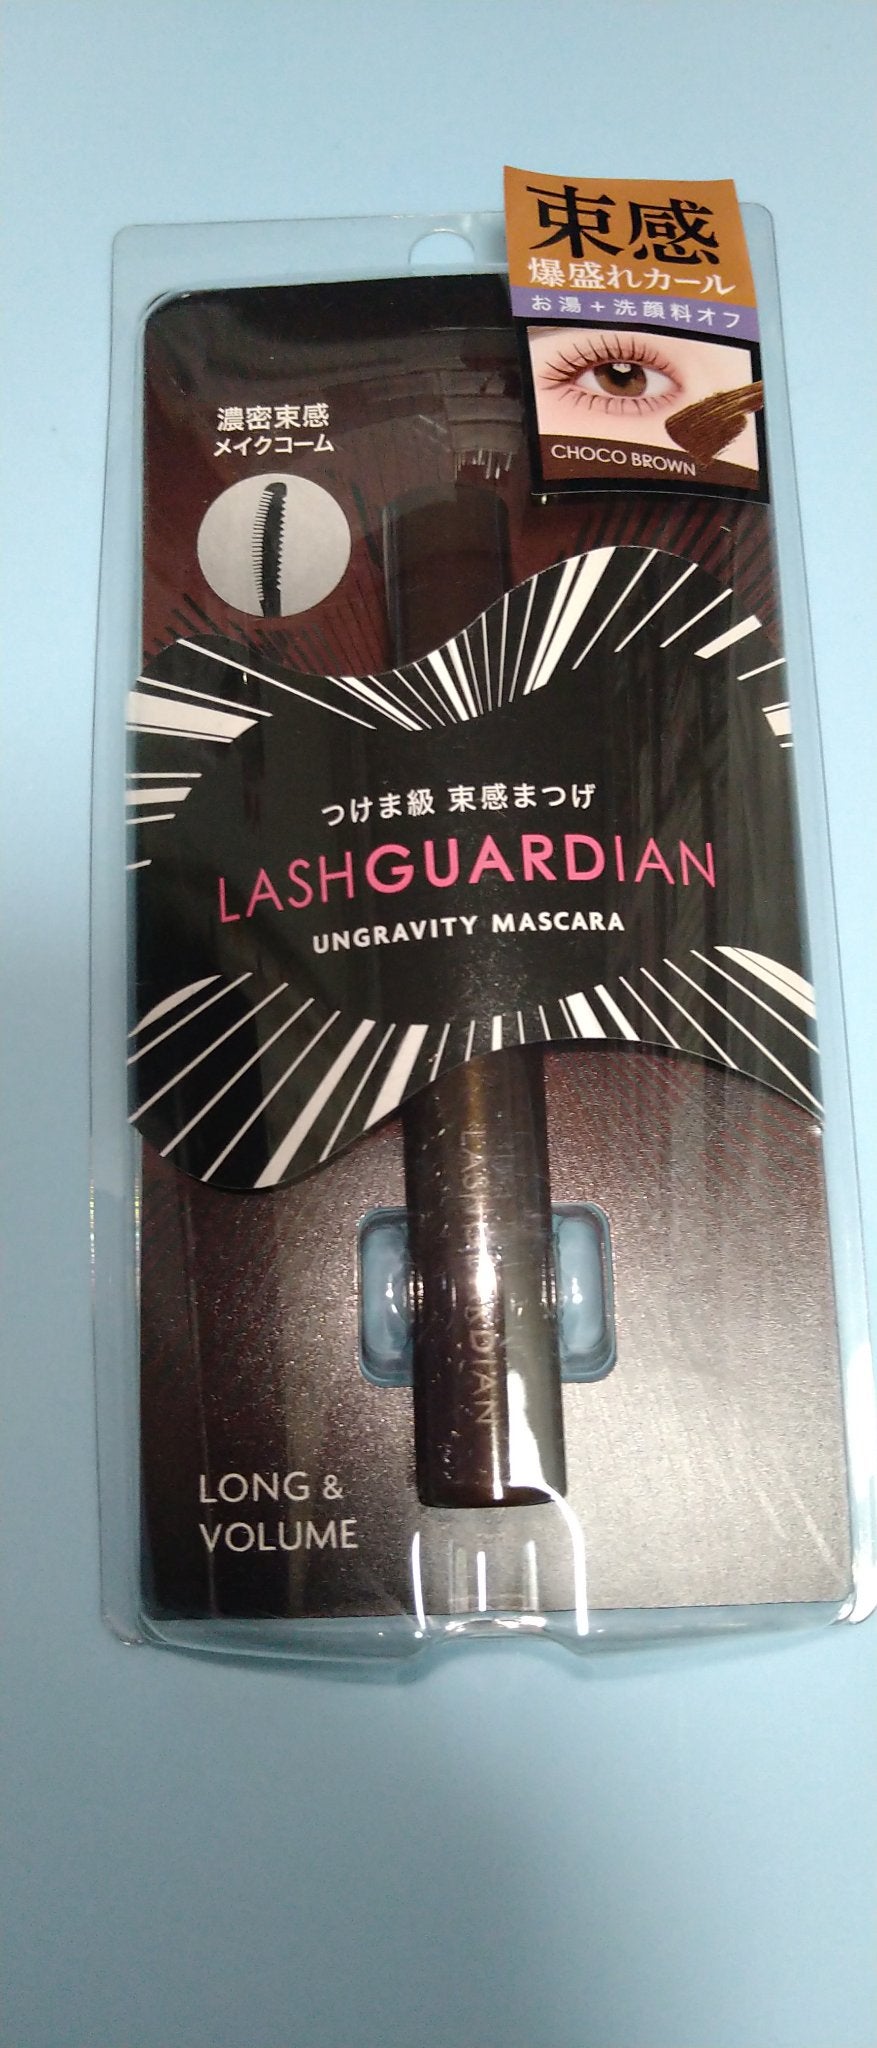 束感
爆盛れカール
お湯+洗顔料オフ
CHOCO BROWN
濃密束感
メイクコーム
つけま級 束感まつげ
LASHGUARDIAN
UNGRAVITY MASCARA
LONG &
VOLUME